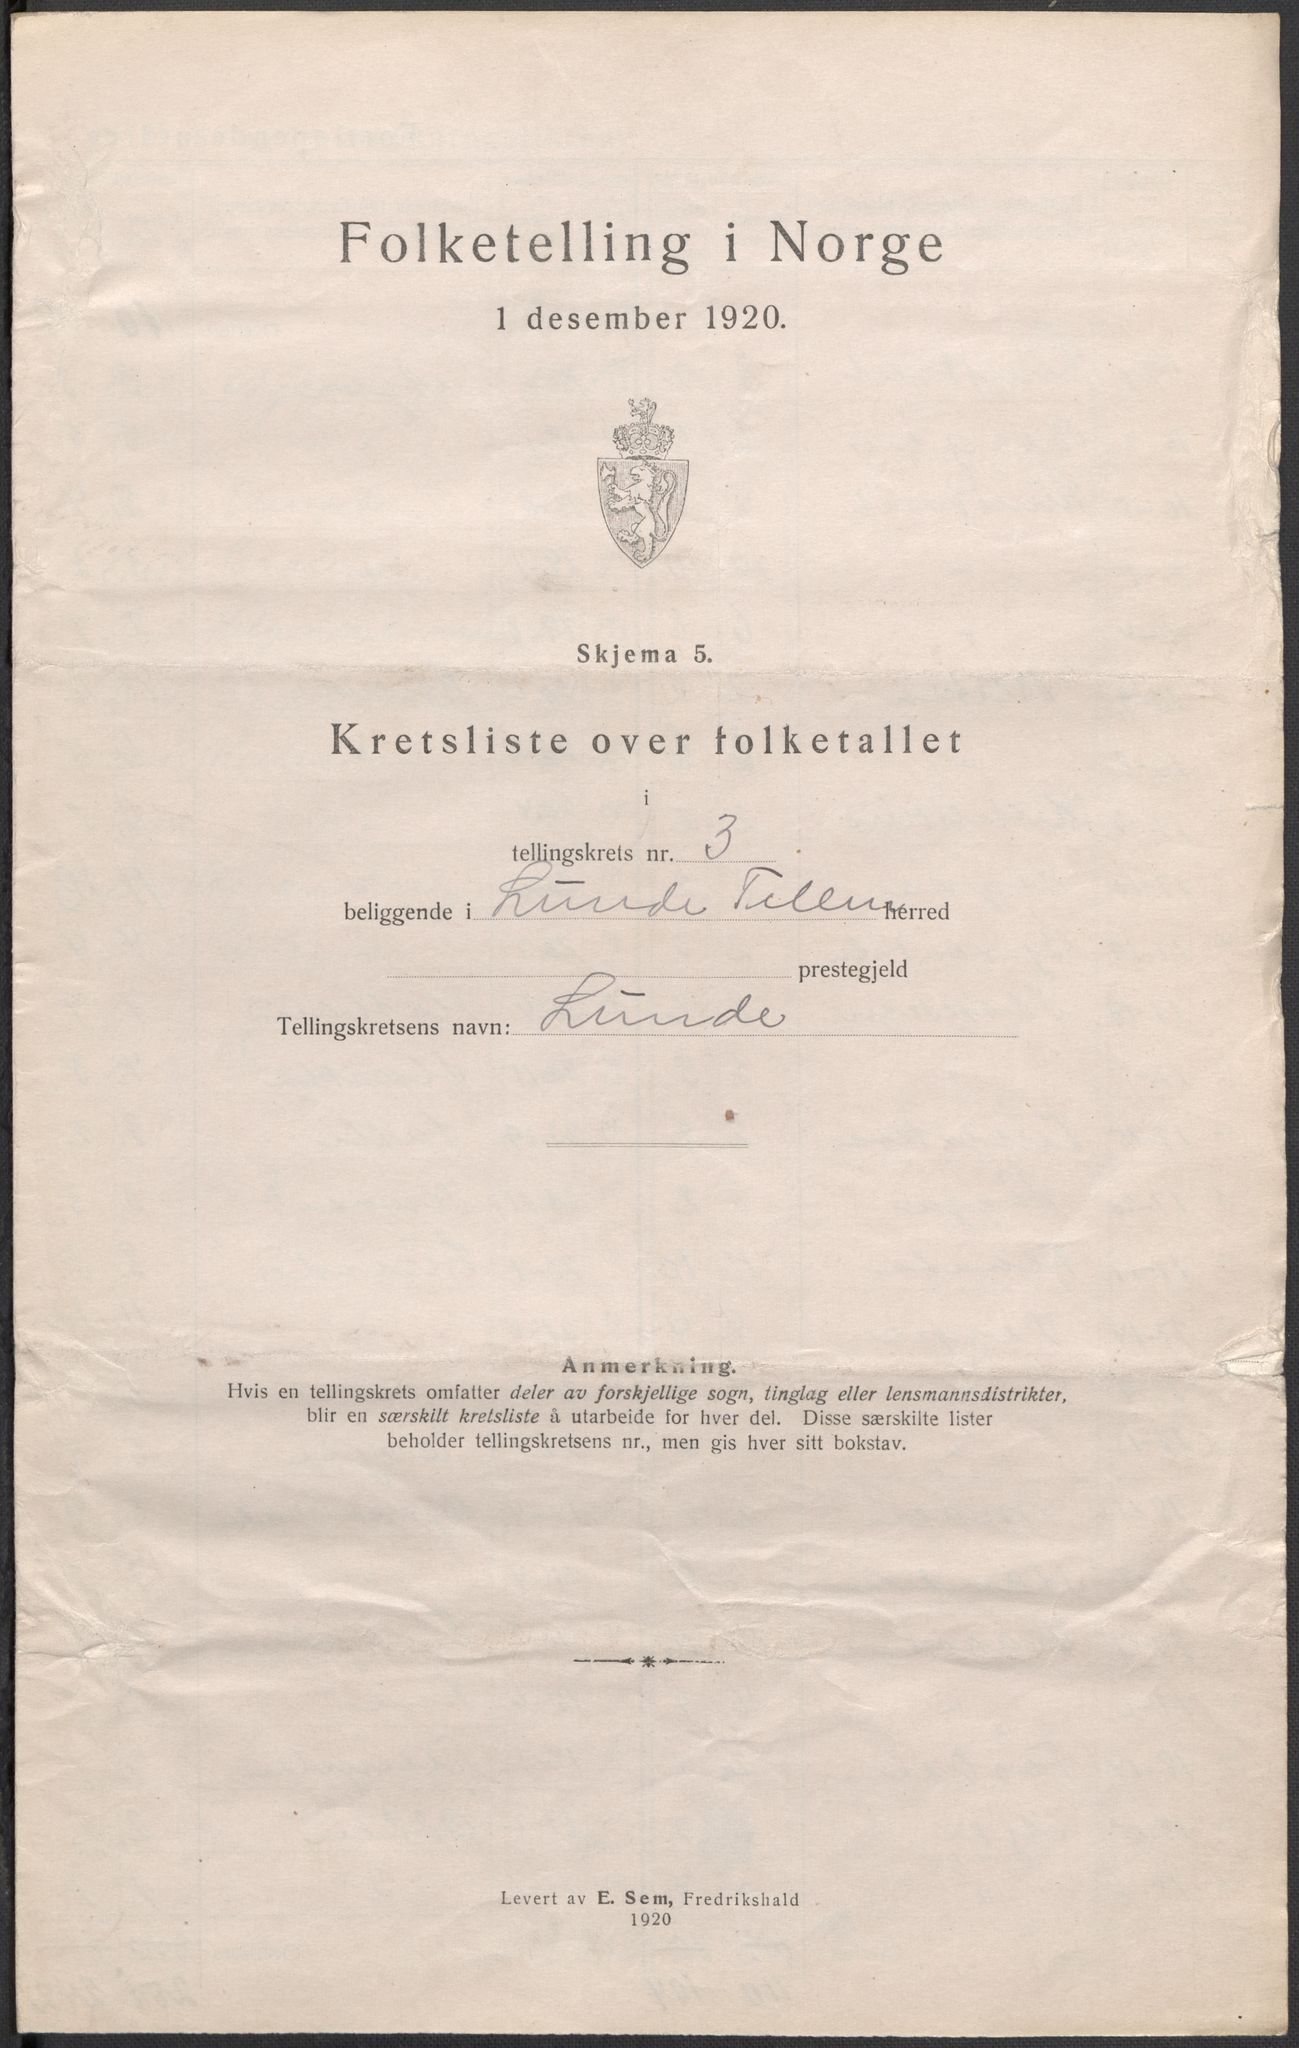 Folketelling i Norge
1 desember 1920.
Skjema 5.
Kretsliste over folketallet
i
tellingskrets nr. 3
beliggende i Lunde Telem herred
prestegjeld
Tellingskretsens navn: Lunde
Anmerkning.
Hvis en tellingskrets omfatter deler av forskjellige sogn, tinglag eller lensmannsdistrikter,
blir en særskilt kretsliste å utarbeide for hver del. Disse særskilte lister
beholder tellingskretsens nr., men gis hver sitt bokstav.
Levert av E. Sem, Fredrikshald
1920